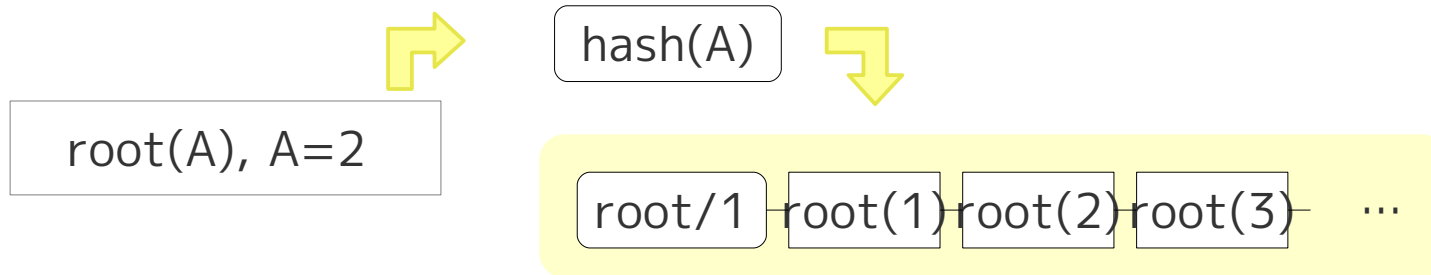 hash(A)
root(A), A=2
root/1 root(1) root(2) root(3) …